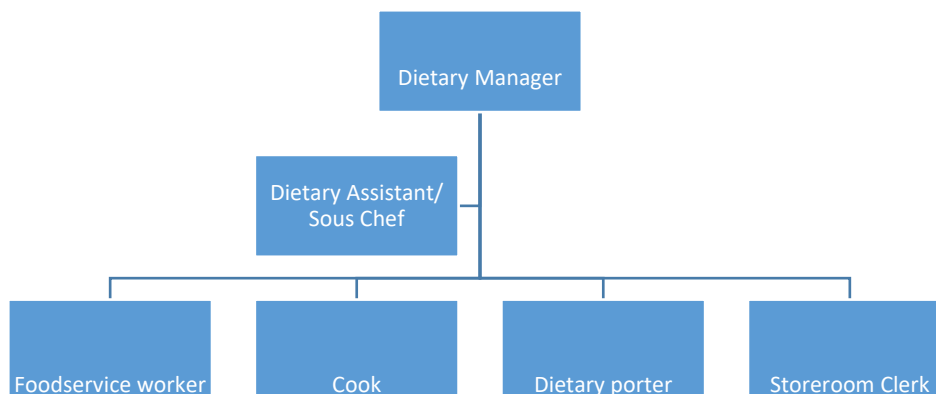 Dietary Manager
Dietary Assistant/
Sous Chef
Foodservice worker
Cook
Dietary porter
Storeroom Clerk